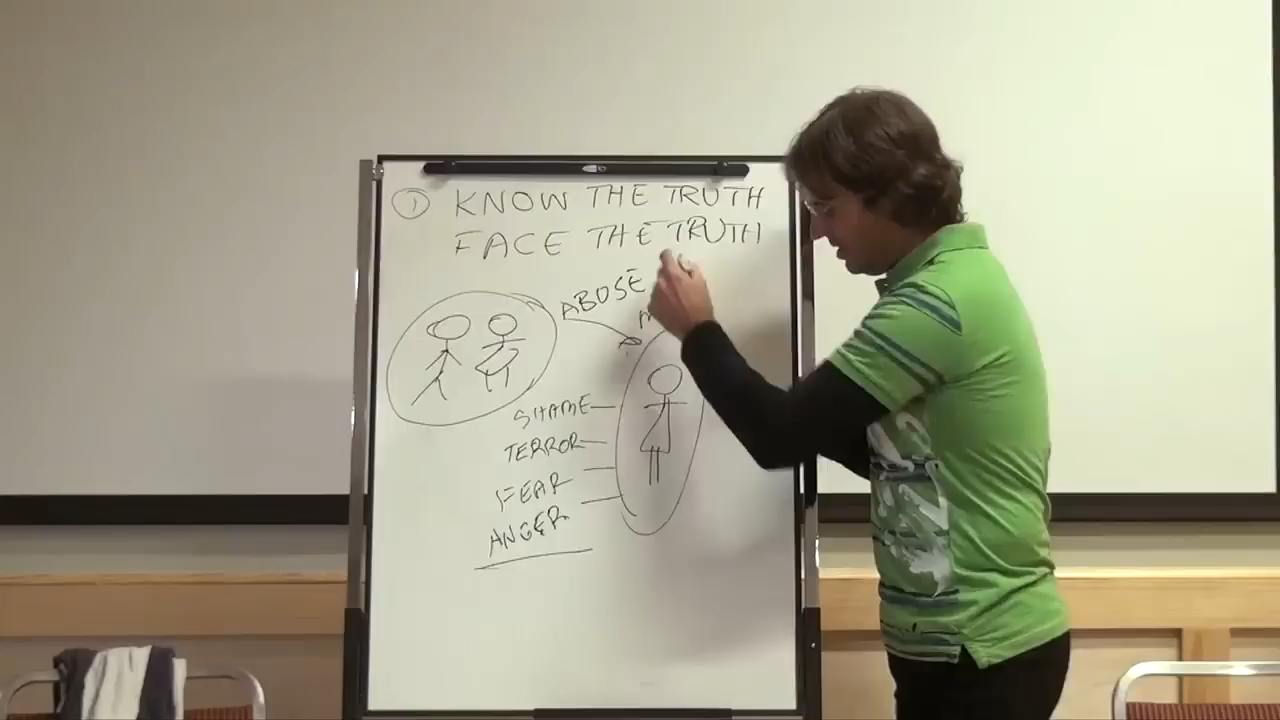 ① KNOW THE TRUTH
FACE THE TRUTH
ABUSE
SHAME
TERROR
FEAR
ANGER